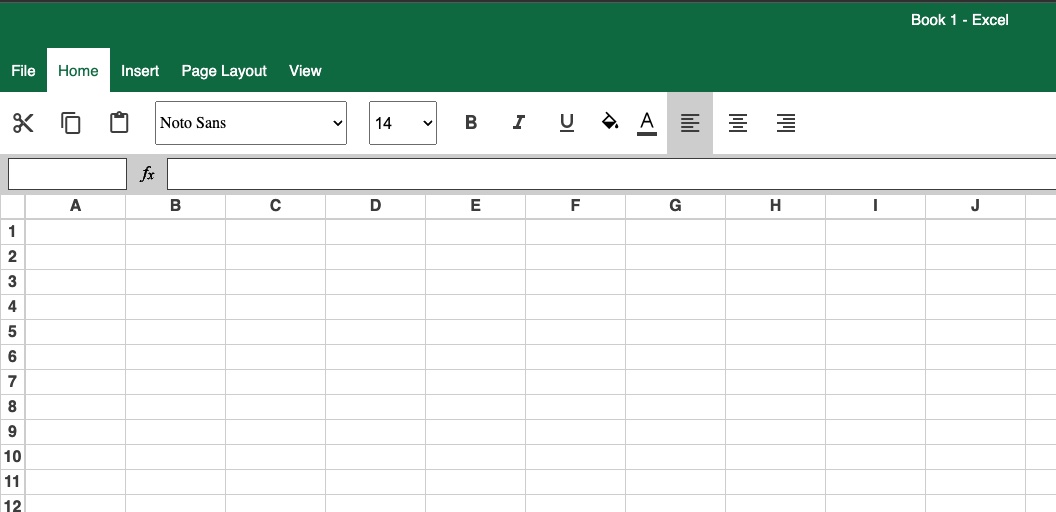 Book 1 - Excel
File Home Insert Page Layout View
Noto Sans 14 B I U A
fx
A B C D E F G H I J
1
2
3
4
5
6
7
8
9
10
11
12